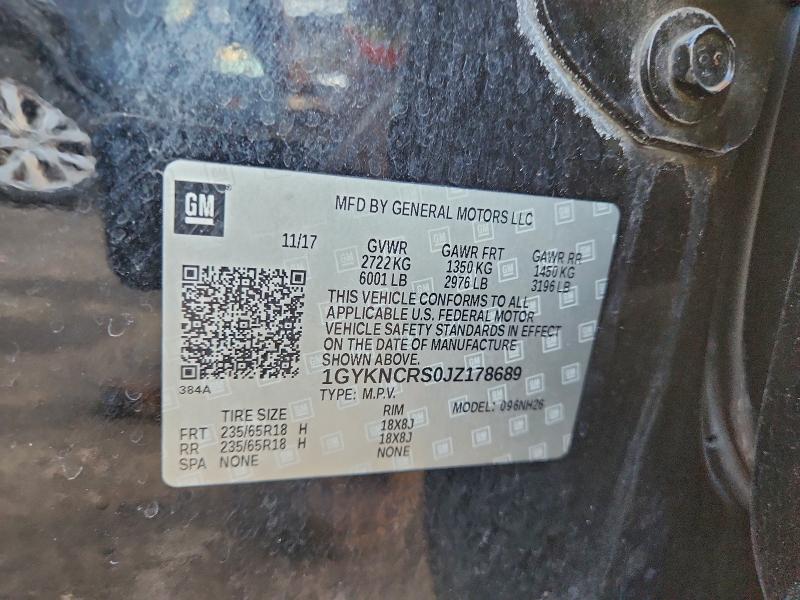 GM
MFD BY GENERAL MOTORS LLC
11/17 GVWR GAWR FRT GAWR RR
2722 KG 1350 KG 1450 KG
6001 LB 2976 LB 3196 LB
THIS VEHICLE CONFORMS TO ALL
APPLICABLE U.S. FEDERAL MOTOR
VEHICLE SAFETY STANDARDS IN EFFECT
ON THE DATE OF MANUFACTURE
SHOWN ABOVE.
384A
1GYKNCRS0JZ178689
TYPE: M.P.V. MODEL: 096NH26
TIRE SIZE RIM
FRT 235/65R18 H 18X8J
RR 235/65R18 H 18X8J
SPA NONE NONE